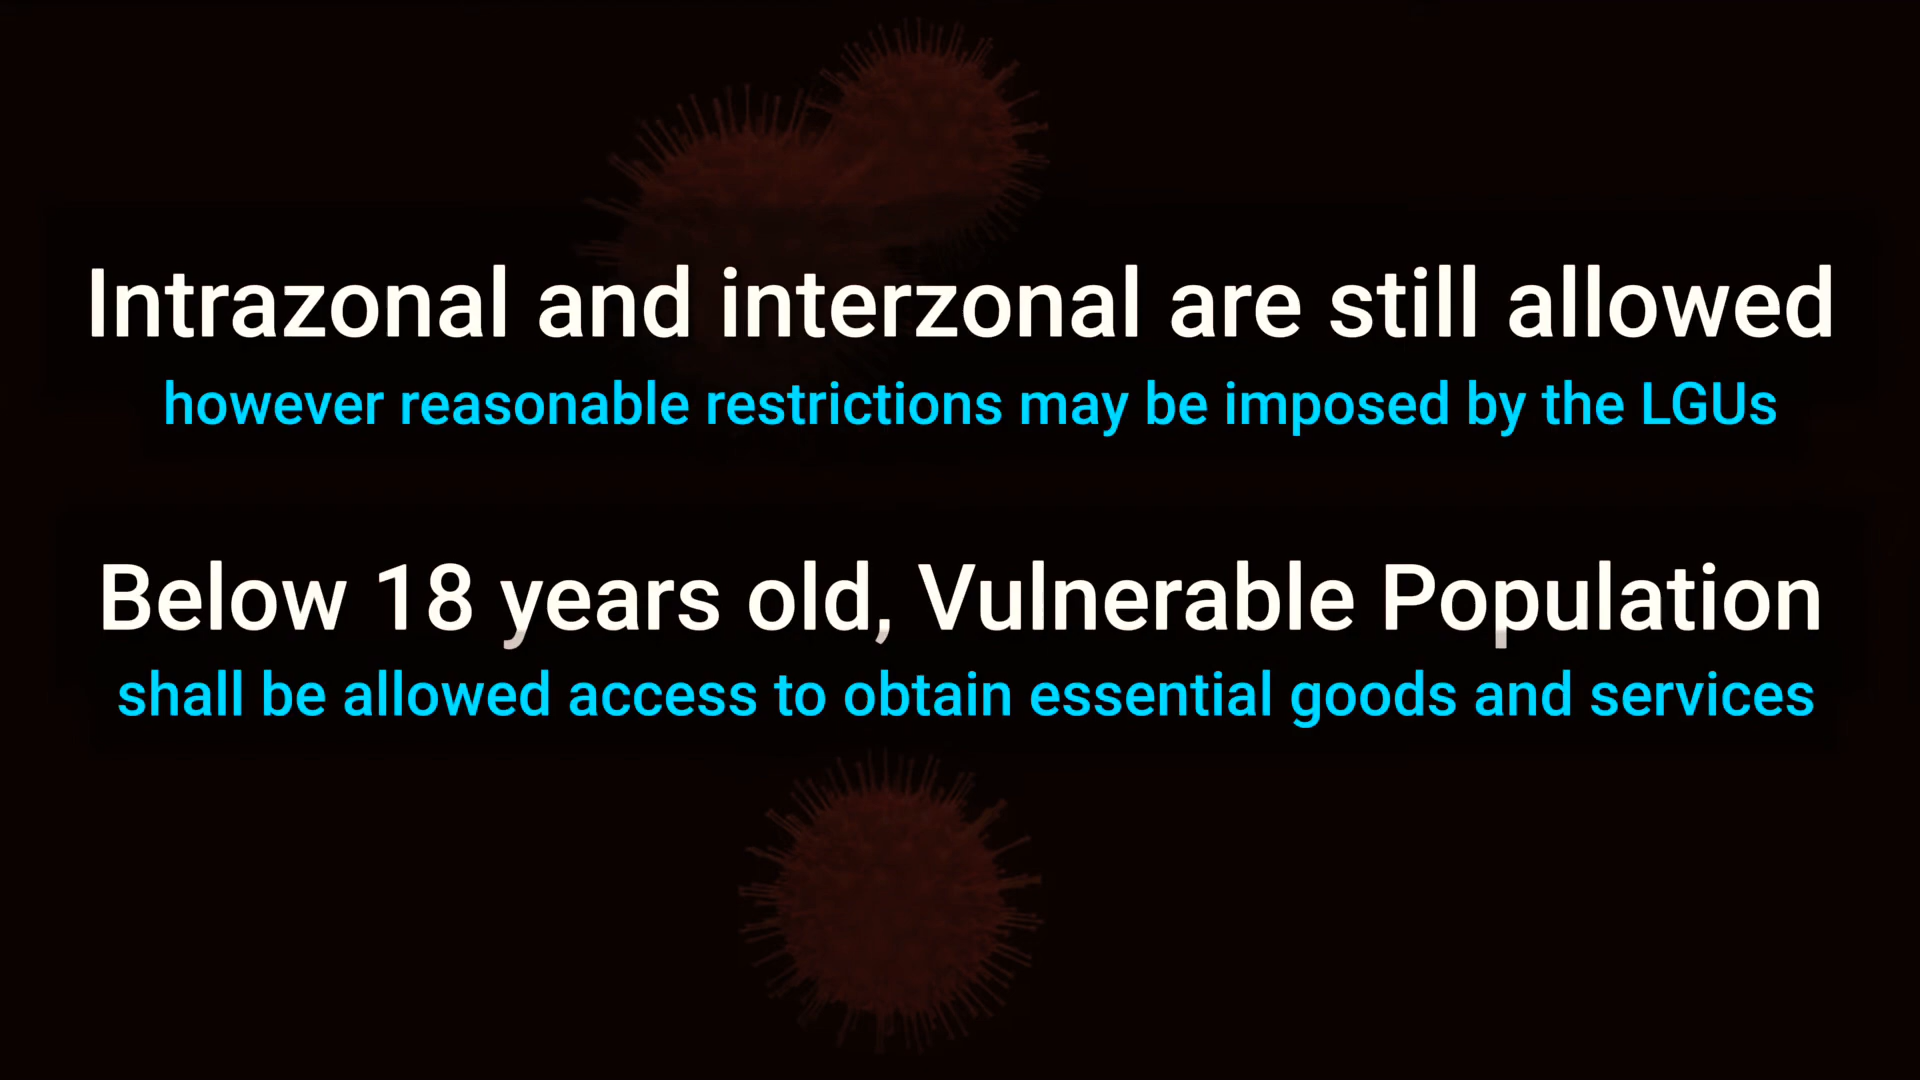 Intrazonal and interzonal are still allowed
however reasonable restrictions may be imposed by the LGUs
Below 18 years old, Vulnerable Population
shall be allowed access to obtain essential goods and services